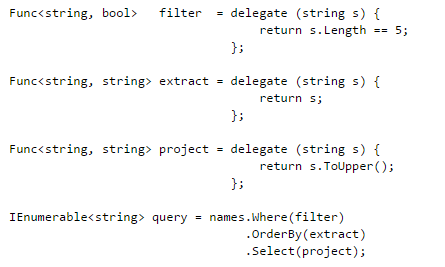 Func<string, bool>   filter  = delegate (string s) {
                                   return s.Length == 5;
                               };
Func<string, string> extract = delegate (string s) {
                                   return s;
                               };
Func<string, string> project = delegate (string s) {
                                   return s.ToUpper();
                               };
IEnumerable<string> query = names.Where(filter)
                                 .OrderBy(extract)
                                 .Select(project);